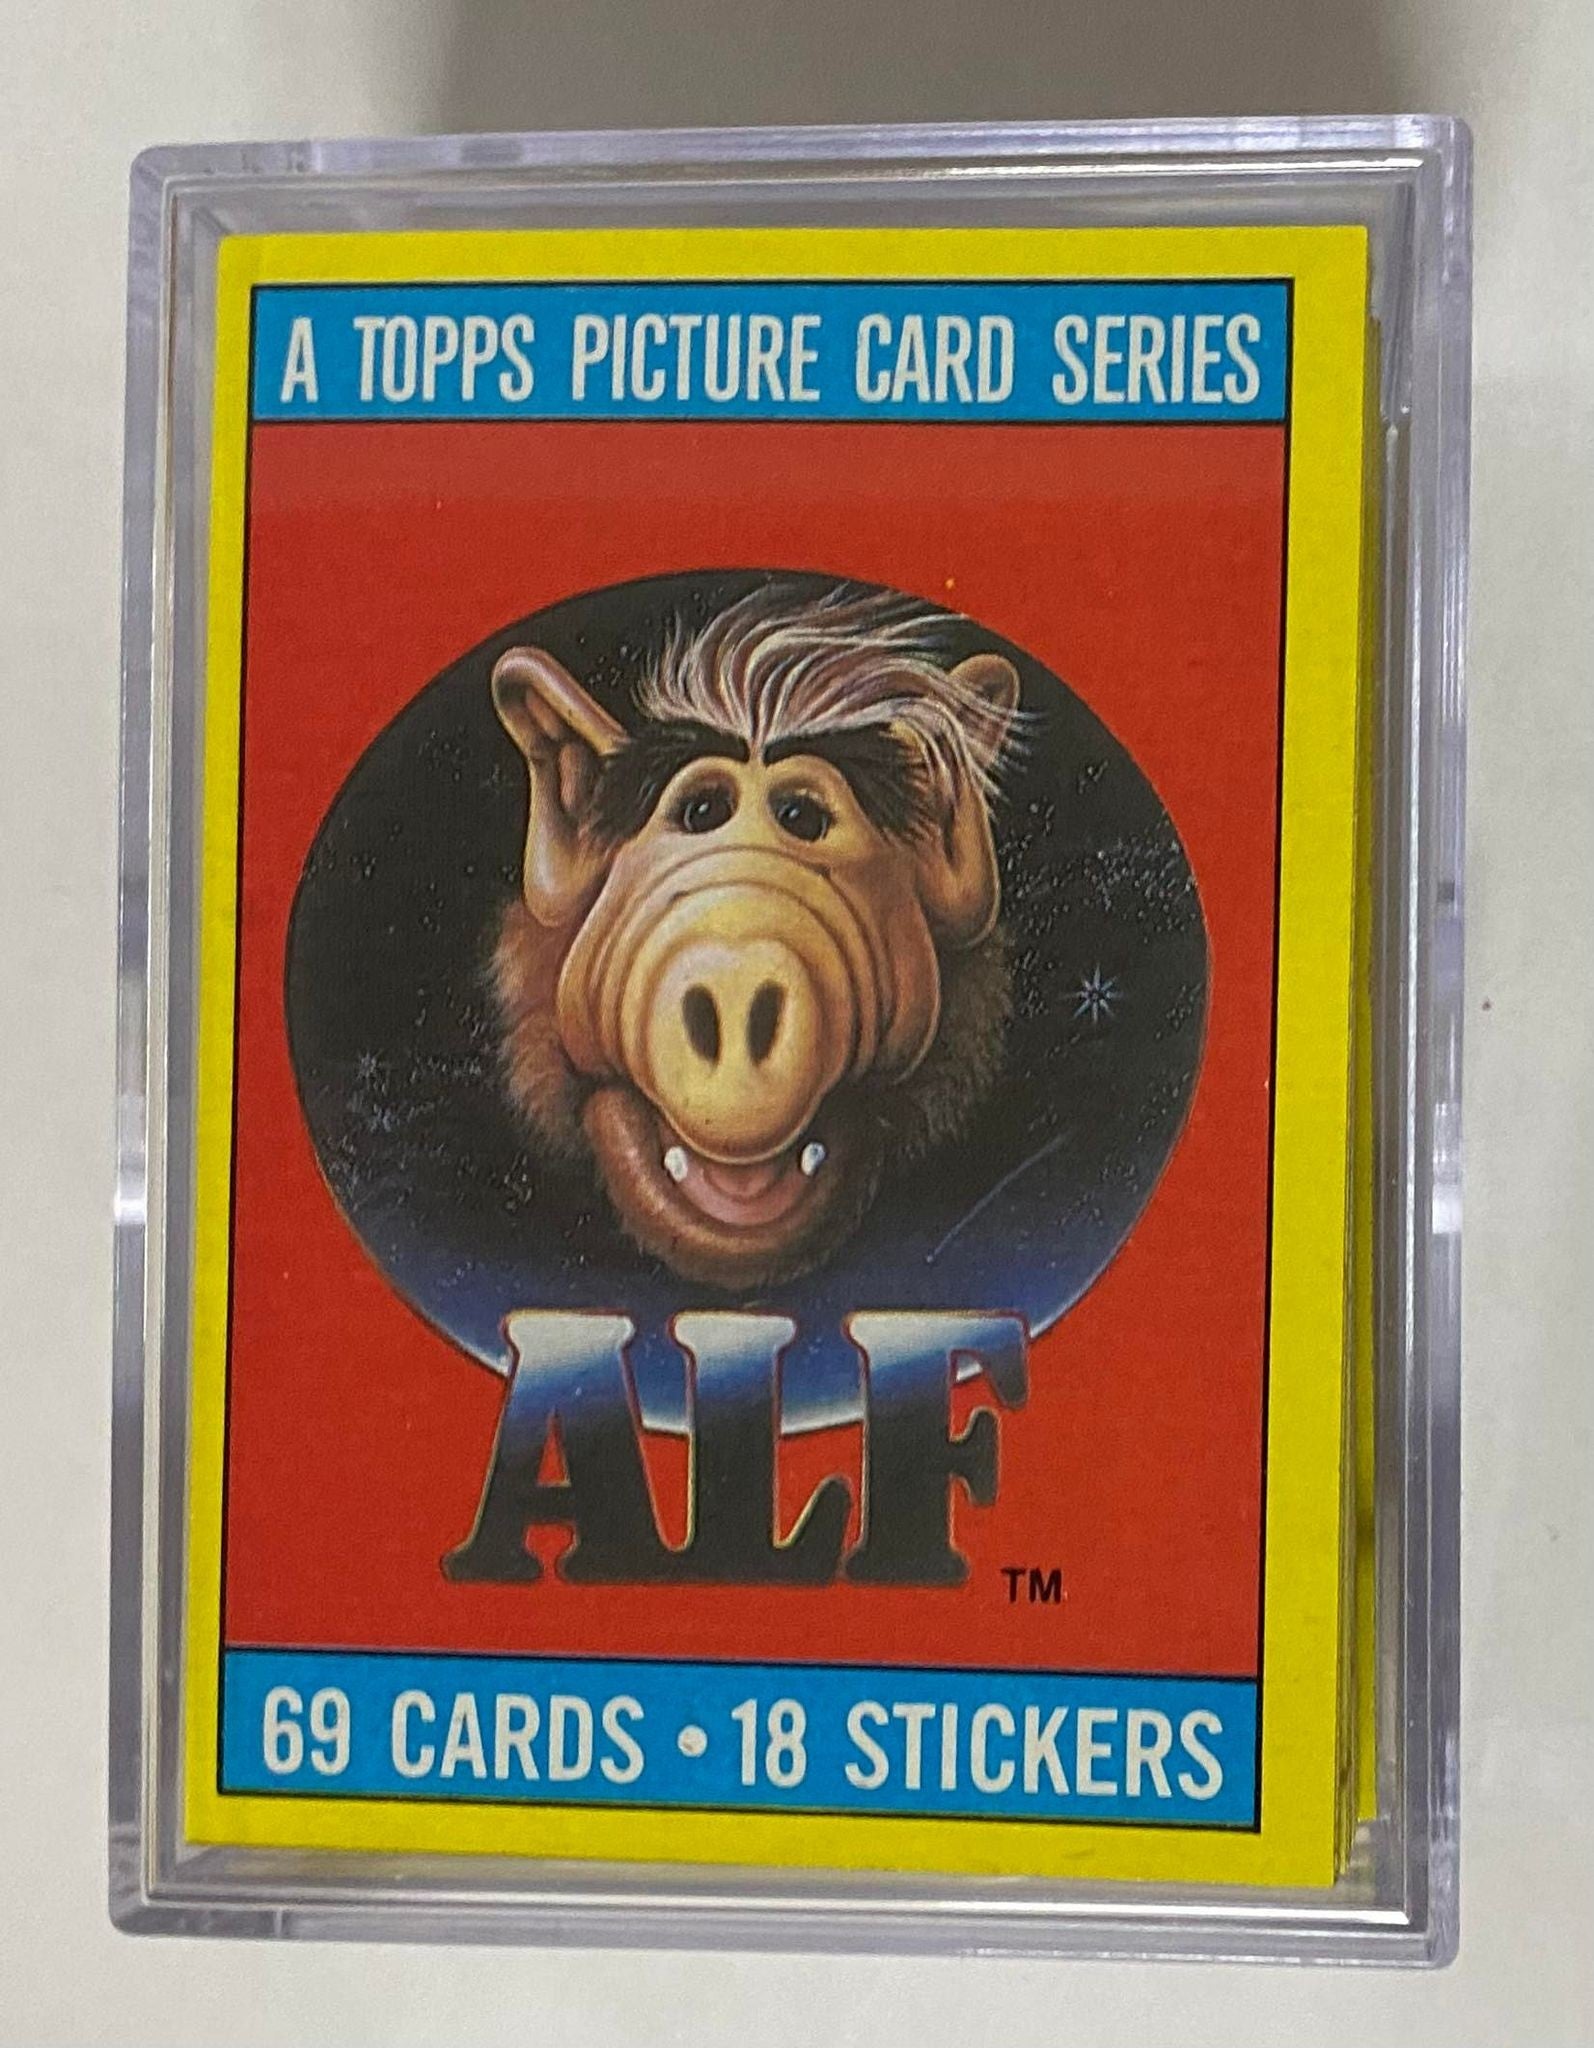 A TOPPS PICTURE CARD SERIES
ALF
TM
69 CARDS • 18 STICKERS